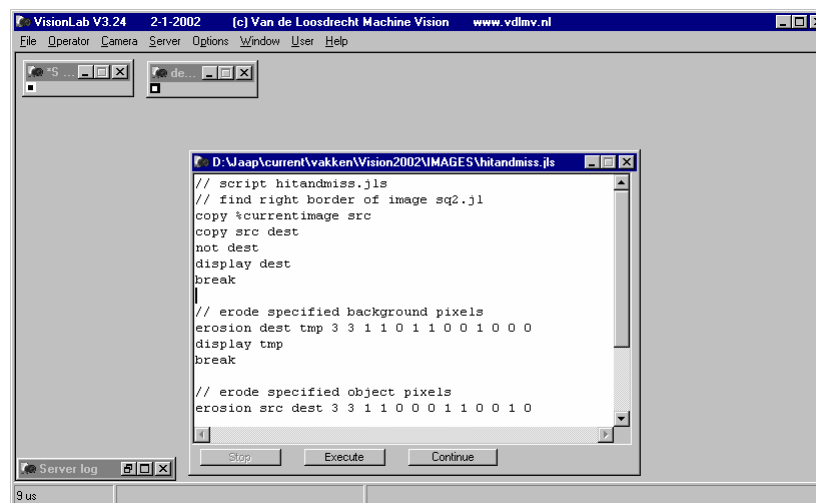 VisionLab V3.24 2-1-2002 (c) Van de Loosdrecht Machine Vision www.vdlmv.nl
File Operator Camera Server Options Window User Help
*S ...
de...
D:\Jaap\current\vakken\Vision2002\IMAGES\hitandmiss.jls
// script hitandmiss.jls
// find right border of image sq2.jl
copy %currentimage src
copy src dest
not dest
display dest
break
// erode specified background pixels
erosion dest tmp 3 3 1 1 0 1 1 0 0 1 0 0 0
display tmp
break
// erode specified object pixels
erosion src dest 3 3 1 1 0 0 0 1 1 0 0 1 0
Stop Execute Continue
Server log
9 us